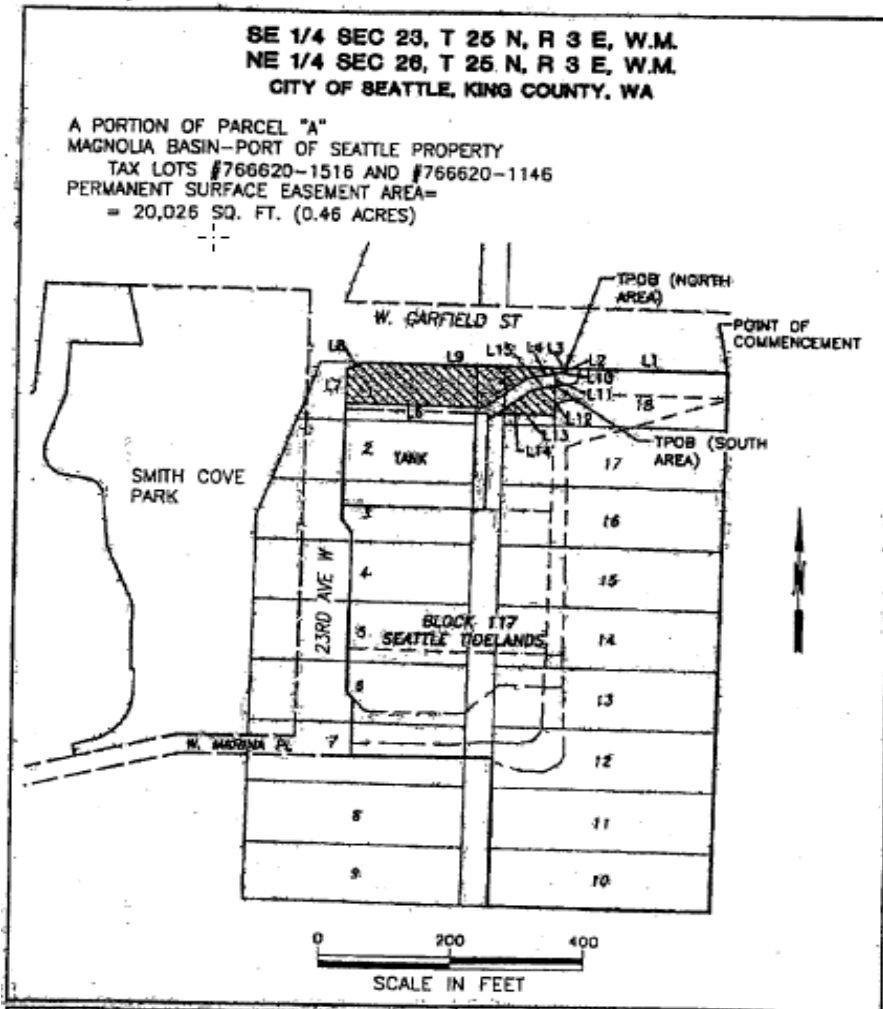 SE 1/4 SEC 23, T 25 N, R 3 E, W.M.
NE 1/4 SEC 26, T 25 N, R 3 E, W.M.
CITY OF SEATTLE, KING COUNTY, WA
A PORTION OF PARCEL "A"
MAGNOLIA BASIN-PORT OF SEATTLE PROPERTY
TAX LOTS #766620-1516 AND #766620-1146
PERMANENT SURFACE EASEMENT AREA=
= 20,026 SQ. FT. (0.46 ACRES)
TPOB (NORTH
AREA)
W. GARFIELD ST
POINT OF
COMMENCEMENT
L8
L9
L15
L4
L3
L2
L1
L7
1
L10
L11
18
L6
L12
L13
L14
TPOB (SOUTH
AREA)
2
TANK
17
SMITH COVE
PARK
3
16
4
15
23RD AVE W
5
BLOCK 117
SEATTLE TIDELANDS
14
6
13
W. MARINA PL
7
12
8
11
9
10
N
0
200
400
SCALE IN FEET